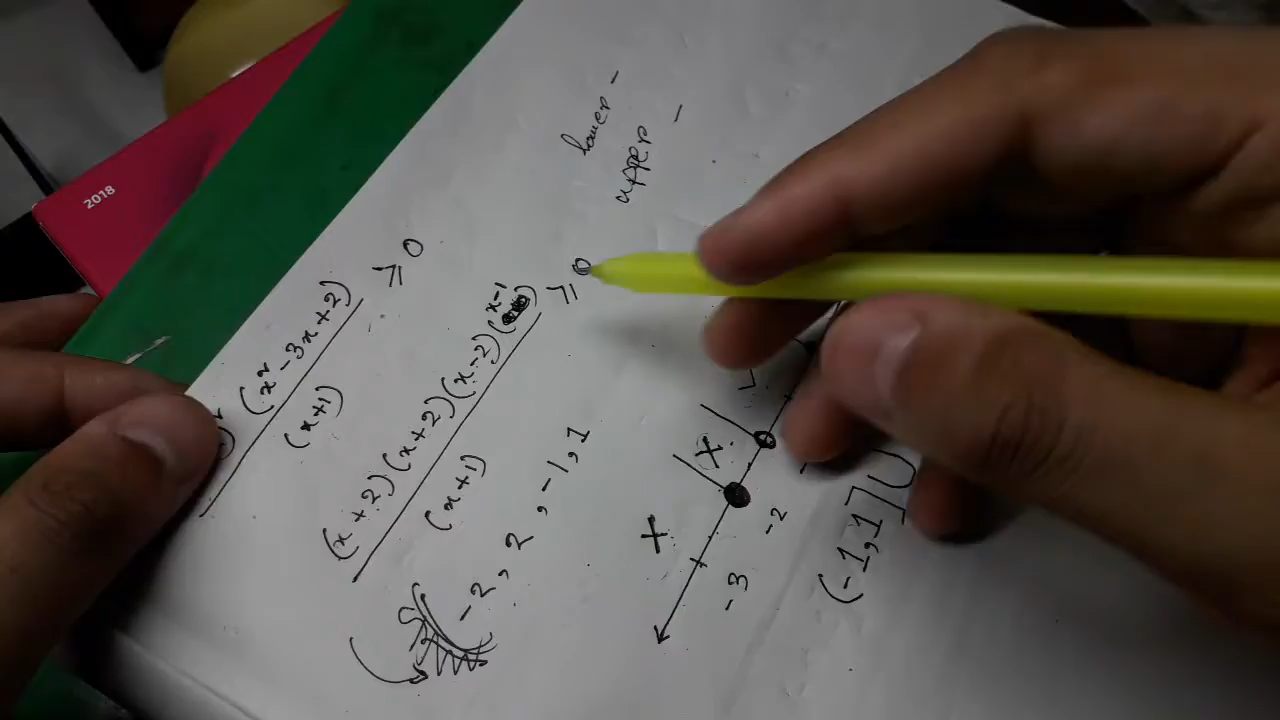 2018
(x² - 3x + 2)
≥ 0
(x+1)
(x+2)(x+2)(x-2)(x-1)
≥ 0
(x+1)
-2, 2, -1, 1
lower -
upper -
x x
-3 -2
(-1, 1] U